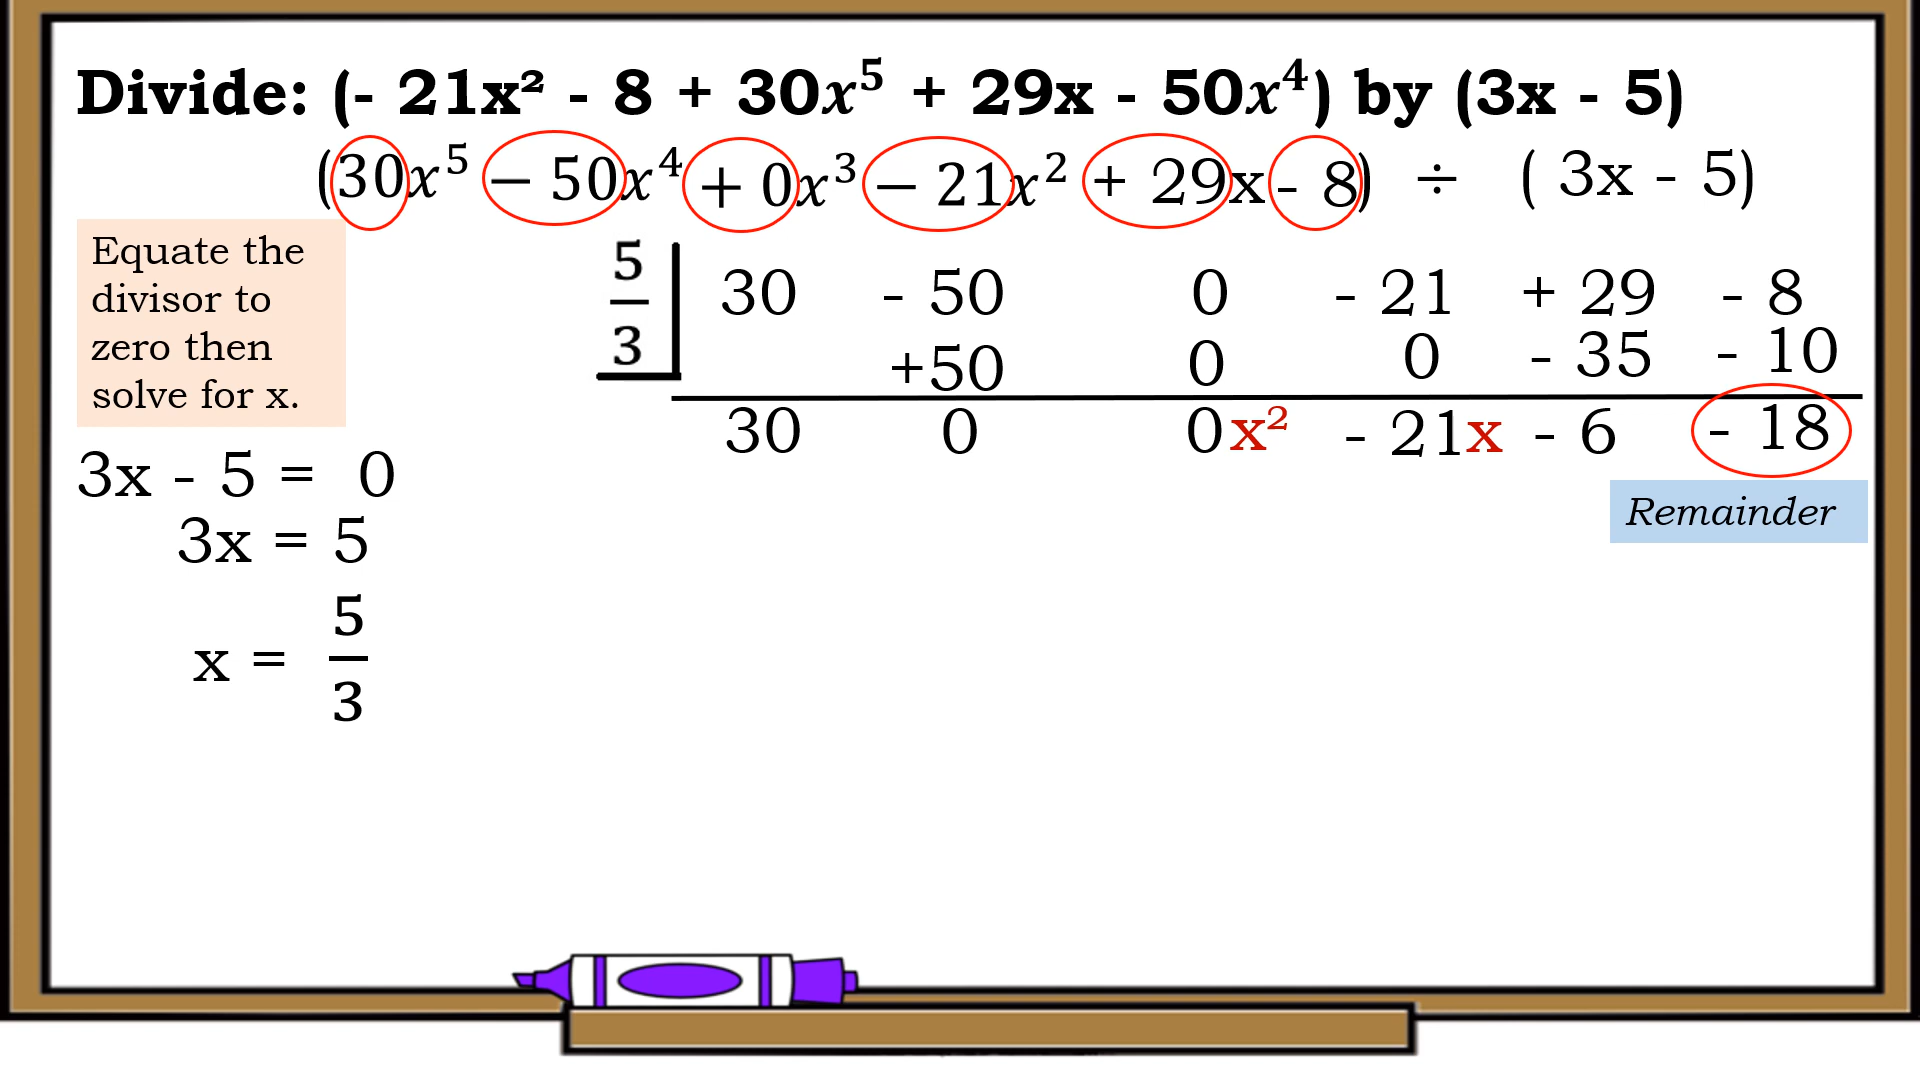 Divide: (- 21x² - 8 + 30x⁵ + 29x - 50x⁴) by (3x - 5)
(30x⁵ − 50x⁴ + 0x³ − 21x² + 29x - 8) ÷ ( 3x - 5)
Equate the
divisor to
zero then
solve for x.
3x - 5 = 0
3x = 5
x = 5/3
5/3 30 - 50 0 - 21 + 29 - 8
+50 0 0 - 35 - 10
30 0 0x² - 21x - 6 - 18
Remainder